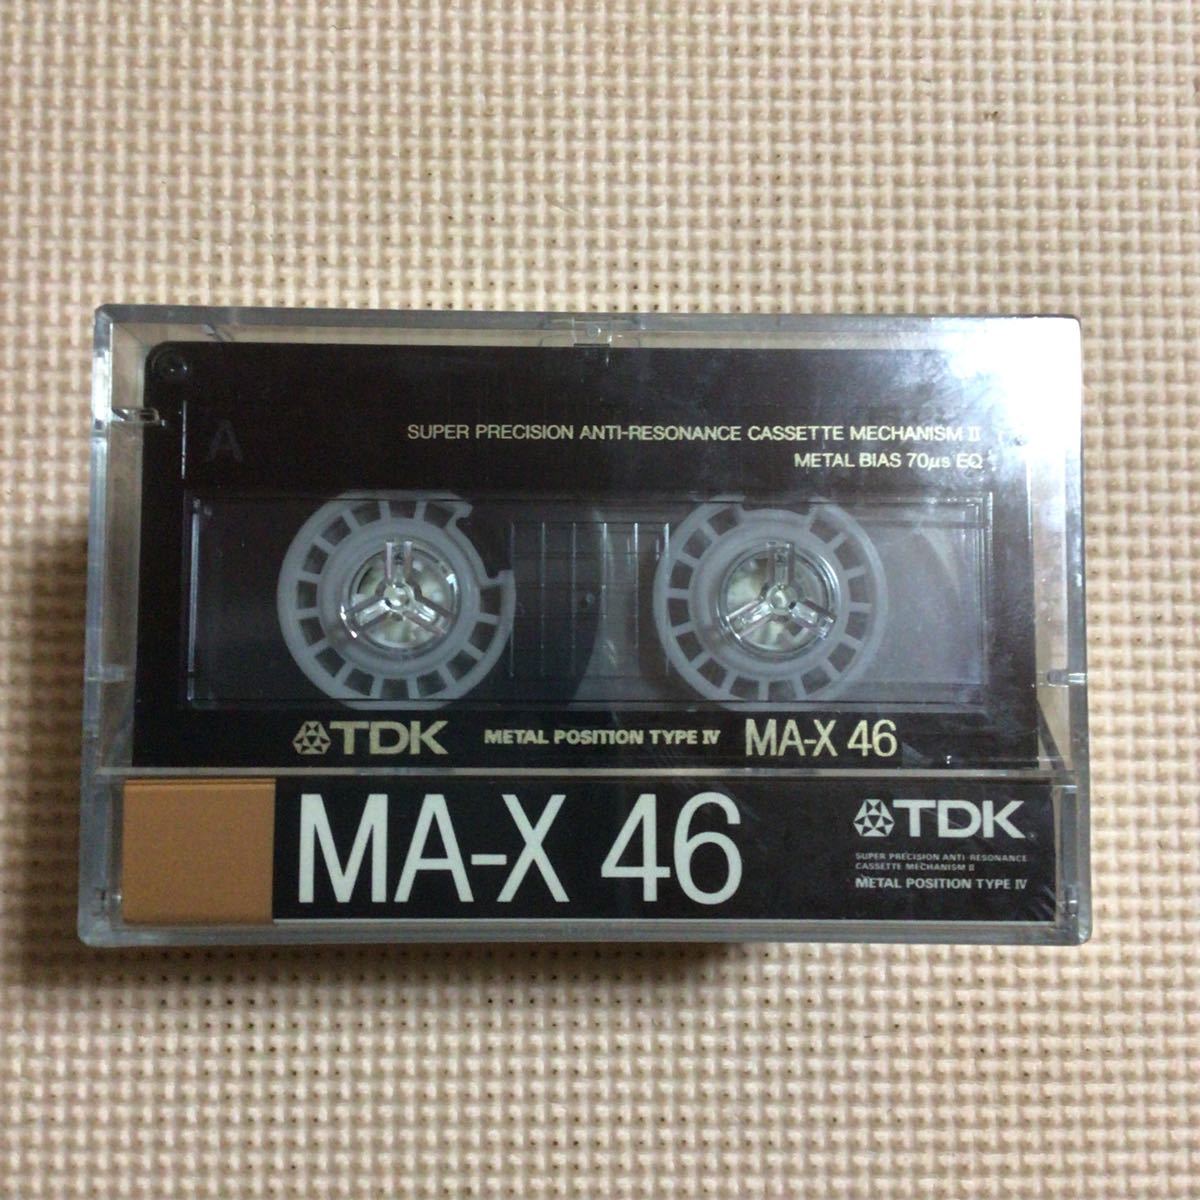 A
SUPER PRECISION ANTI-RESONANCE CASSETTE MECHANISM II
METAL BIAS 70μs EQ
TDK METAL POSITION TYPE IV MA-X 46
MA-X 46
TDK
SUPER PRECISION ANTI-RESONANCE
CASSETTE MECHANISM II
METAL POSITION TYPE IV